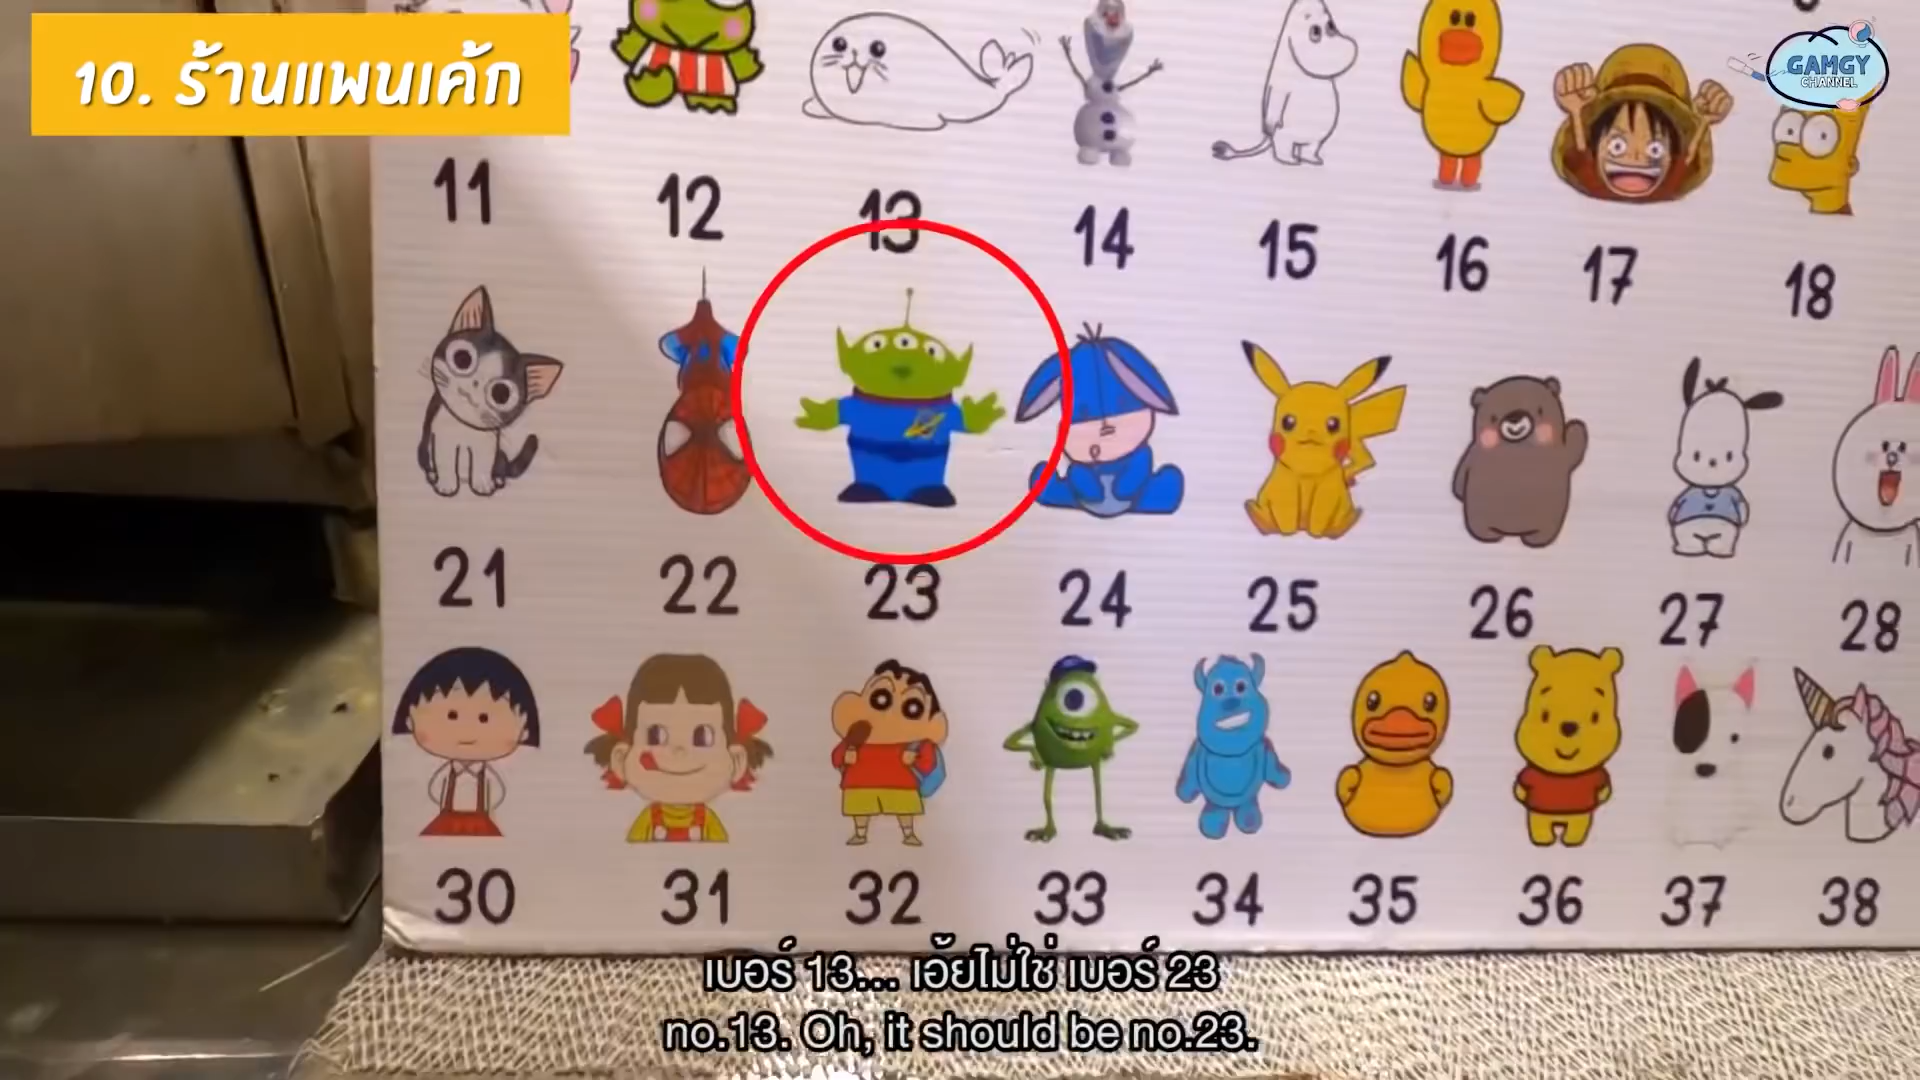 10. ร้านแพนเค้ก
GAMGY
CHANNEL
11 12 13 14 15 16 17 18
21 22 23 24 25 26 27 28
30 31 32 33 34 35 36 37 38
เบอร์ 13... เอ้ยไม่ใช่ เบอร์ 23
no.13. Oh, it should be no.23.